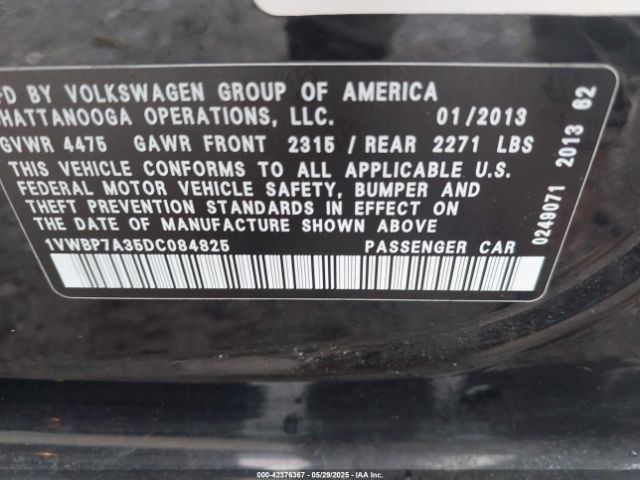 FD BY VOLKSWAGEN GROUP OF AMERICA
HATTANOOGA OPERATIONS, LLC. 01/2013
GVWR 4475 GAWR FRONT 2315 / REAR 2271 LBS
THIS VEHICLE CONFORMS TO ALL APPLICABLE U.S.
FEDERAL MOTOR VEHICLE SAFETY, BUMPER AND
THEFT PREVENTION STANDARDS IN EFFECT ON
THE DATE OF MANUFACTURE SHOWN ABOVE
1VWBP7A35DC084825 PASSENGER CAR
0249071 2013 62
000-42376367 - 05/29/2025 - IAA, Inc.